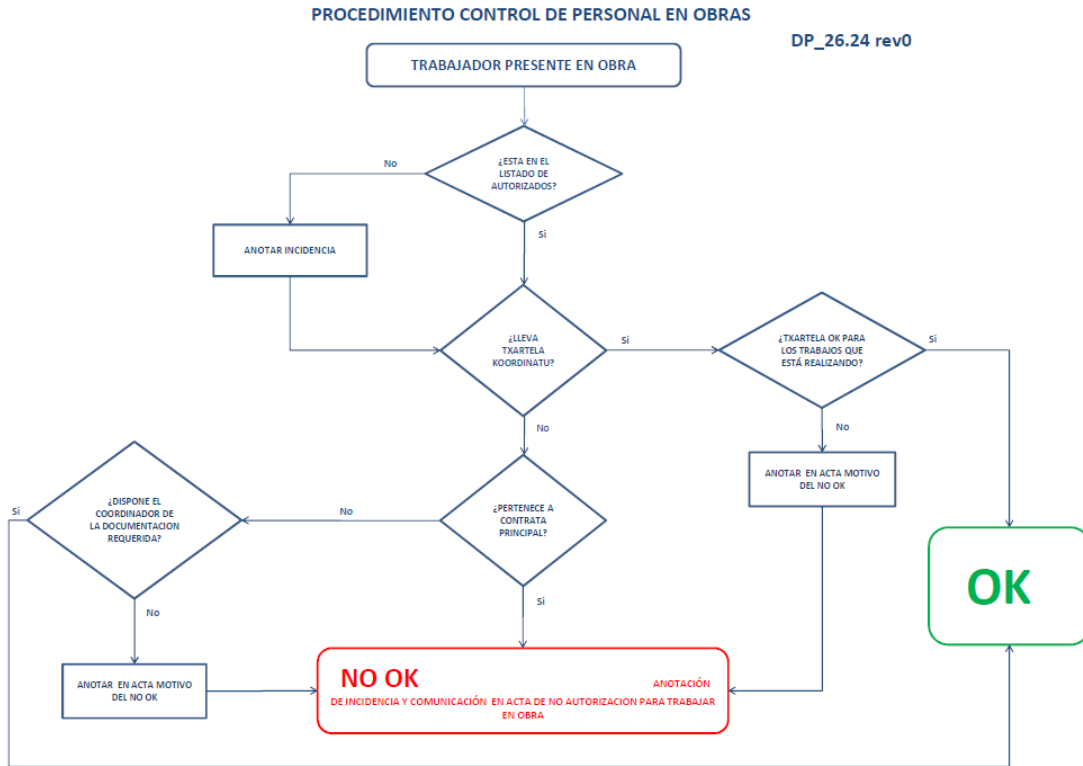 PROCEDIMIENTO CONTROL DE PERSONAL EN OBRAS
DP_26.24 rev0
TRABAJADOR PRESENTE EN OBRA
No
¿ESTA EN EL
LISTADO DE
AUTORIZADOS?
ANOTAR INCIDENCIA
Si
¿LLEVA
TXARTELA
KOORDINATU?
Si
¿TXARTELA OK PARA
LOS TRABAJOS QUE
ESTÁ REALIZANDO?
Si
No
No
ANOTAR EN ACTA MOTIVO
DEL NO OK
Si
¿DISPONE EL
COORDINADOR DE
LA DOCUMENTACION
REQUERIDA?
No
¿PERTENECE A
CONTRATA
PRINCIPAL?
OK
No
Si
ANOTAR EN ACTA MOTIVO
DEL NO OK
NO OK ANOTACIÓN
DE INCIDENCIA Y COMUNICACIÓN EN ACTA DE NO AUTORIZACION PARA TRABAJAR
EN OBRA